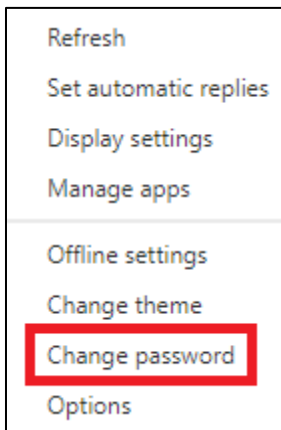 Refresh
Set automatic replies
Display settings
Manage apps
Offline settings
Change theme
Change password
Options